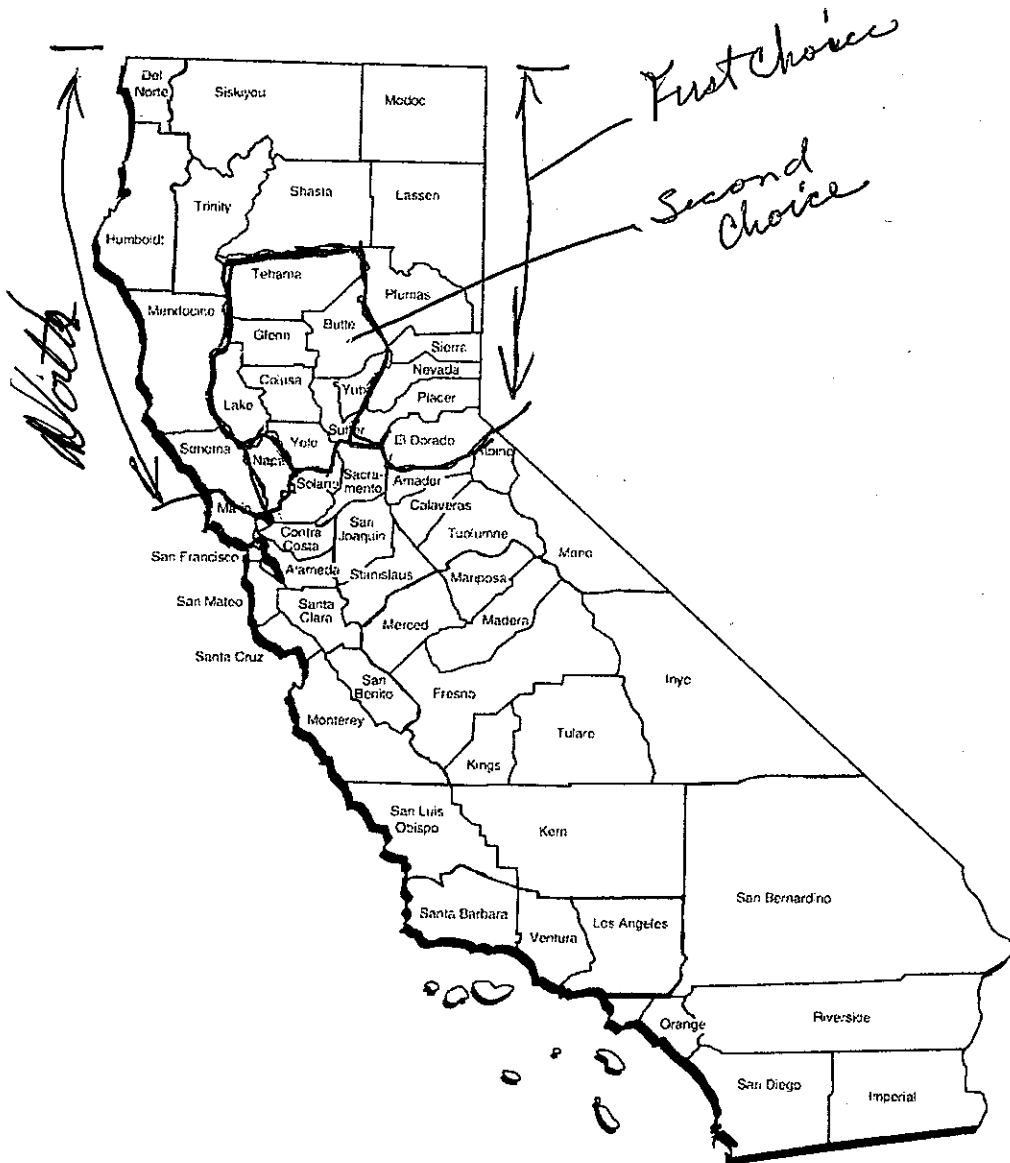 First Choice
Second
Choice
North
Del
Norte
Siskiyou
Modoc
Shasta
Lassen
Trinity
Humboldt
Tehama
Plumas
Mendocino
Butte
Glenn
Sierra
Nevada
Colusa
Yuba
Placer
Lake
Sutter
El Dorado
Yolo
Sonoma
Napa
Alpine
Sacra-
mento
Amador
Solano
Marin
Calaveras
San
Joaquin
Contra
Costa
Tuolumne
Mono
San Francisco
Alameda
Stanislaus
Mariposa
San Mateo
Santa
Clara
Merced
Madera
Santa Cruz
San
Benito
Fresno
Inyo
Monterey
Tulare
Kings
San Luis
Obispo
Kern
San Bernardino
Santa Barbara
Ventura
Los Angeles
Orange
Riverside
San Diego
Imperial